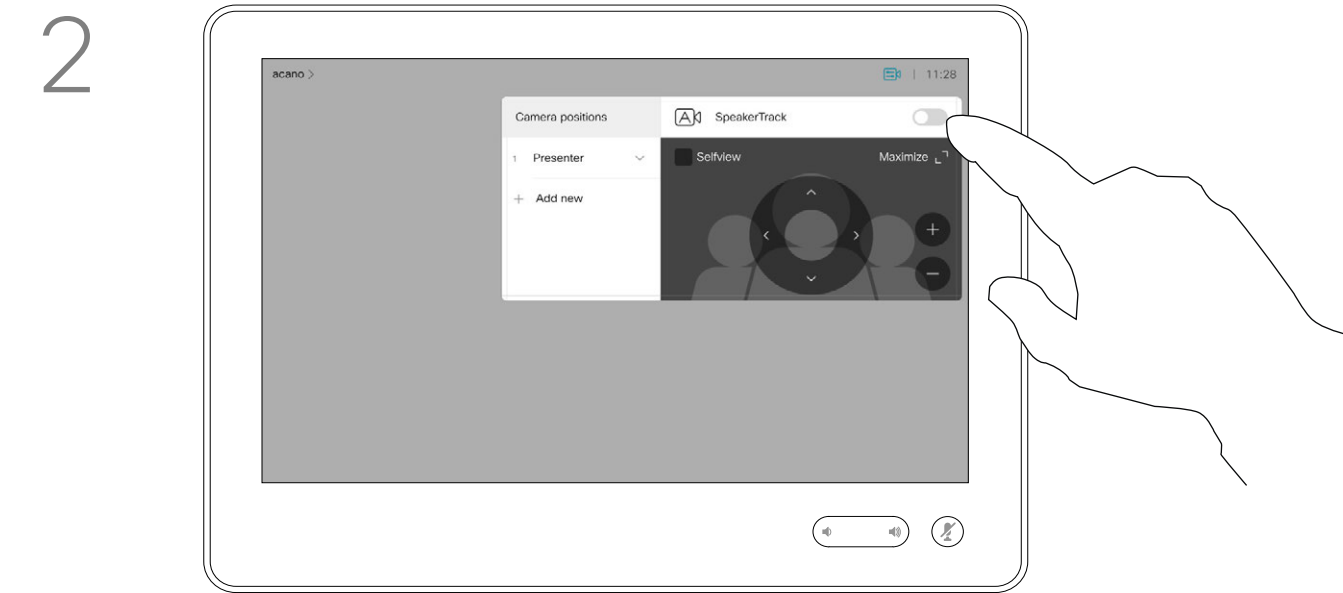 2
acano >
11:28
Camera positions
A SpeakerTrack
1 Presenter
Selfview
Maximize
+ Add new
+
−